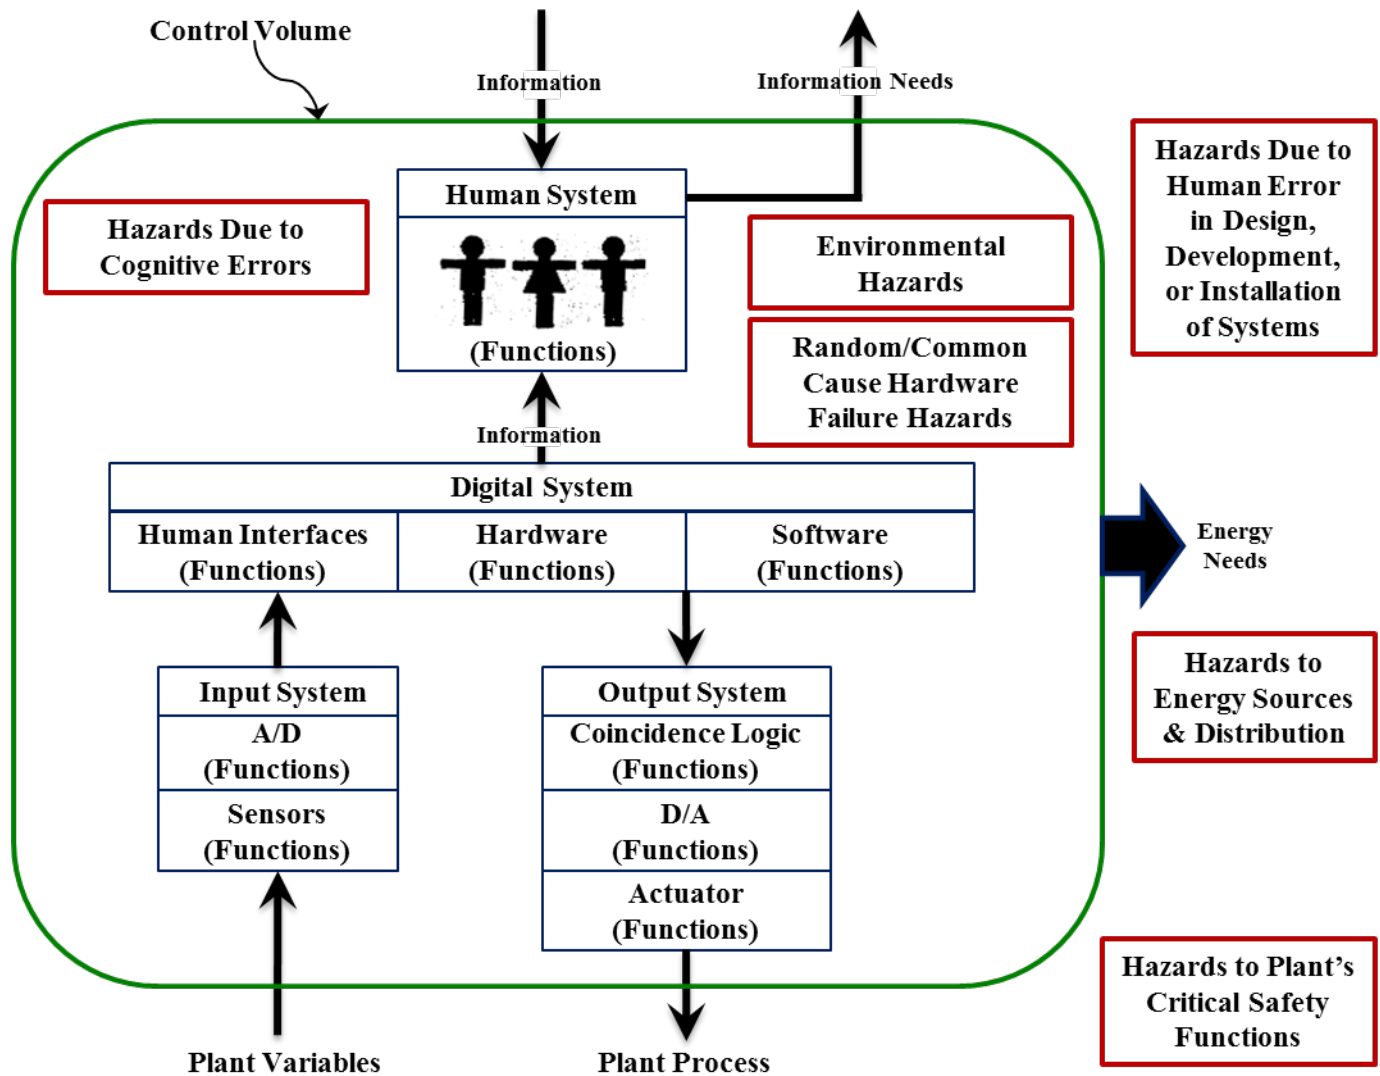 Control Volume
Information
Information Needs
Human System
(Functions)
Hazards Due to
Cognitive Errors
Environmental
Hazards
Random/Common
Cause Hardware
Failure Hazards
Hazards Due to
Human Error
in Design,
Development,
or Installation
of Systems
Information
Digital System
Human Interfaces
(Functions)
Hardware
(Functions)
Software
(Functions)
Energy
Needs
Input System
A/D
(Functions)
Sensors
(Functions)
Output System
Coincidence Logic
(Functions)
D/A
(Functions)
Actuator
(Functions)
Hazards to
Energy Sources
& Distribution
Hazards to Plant’s
Critical Safety
Functions
Plant Variables
Plant Process